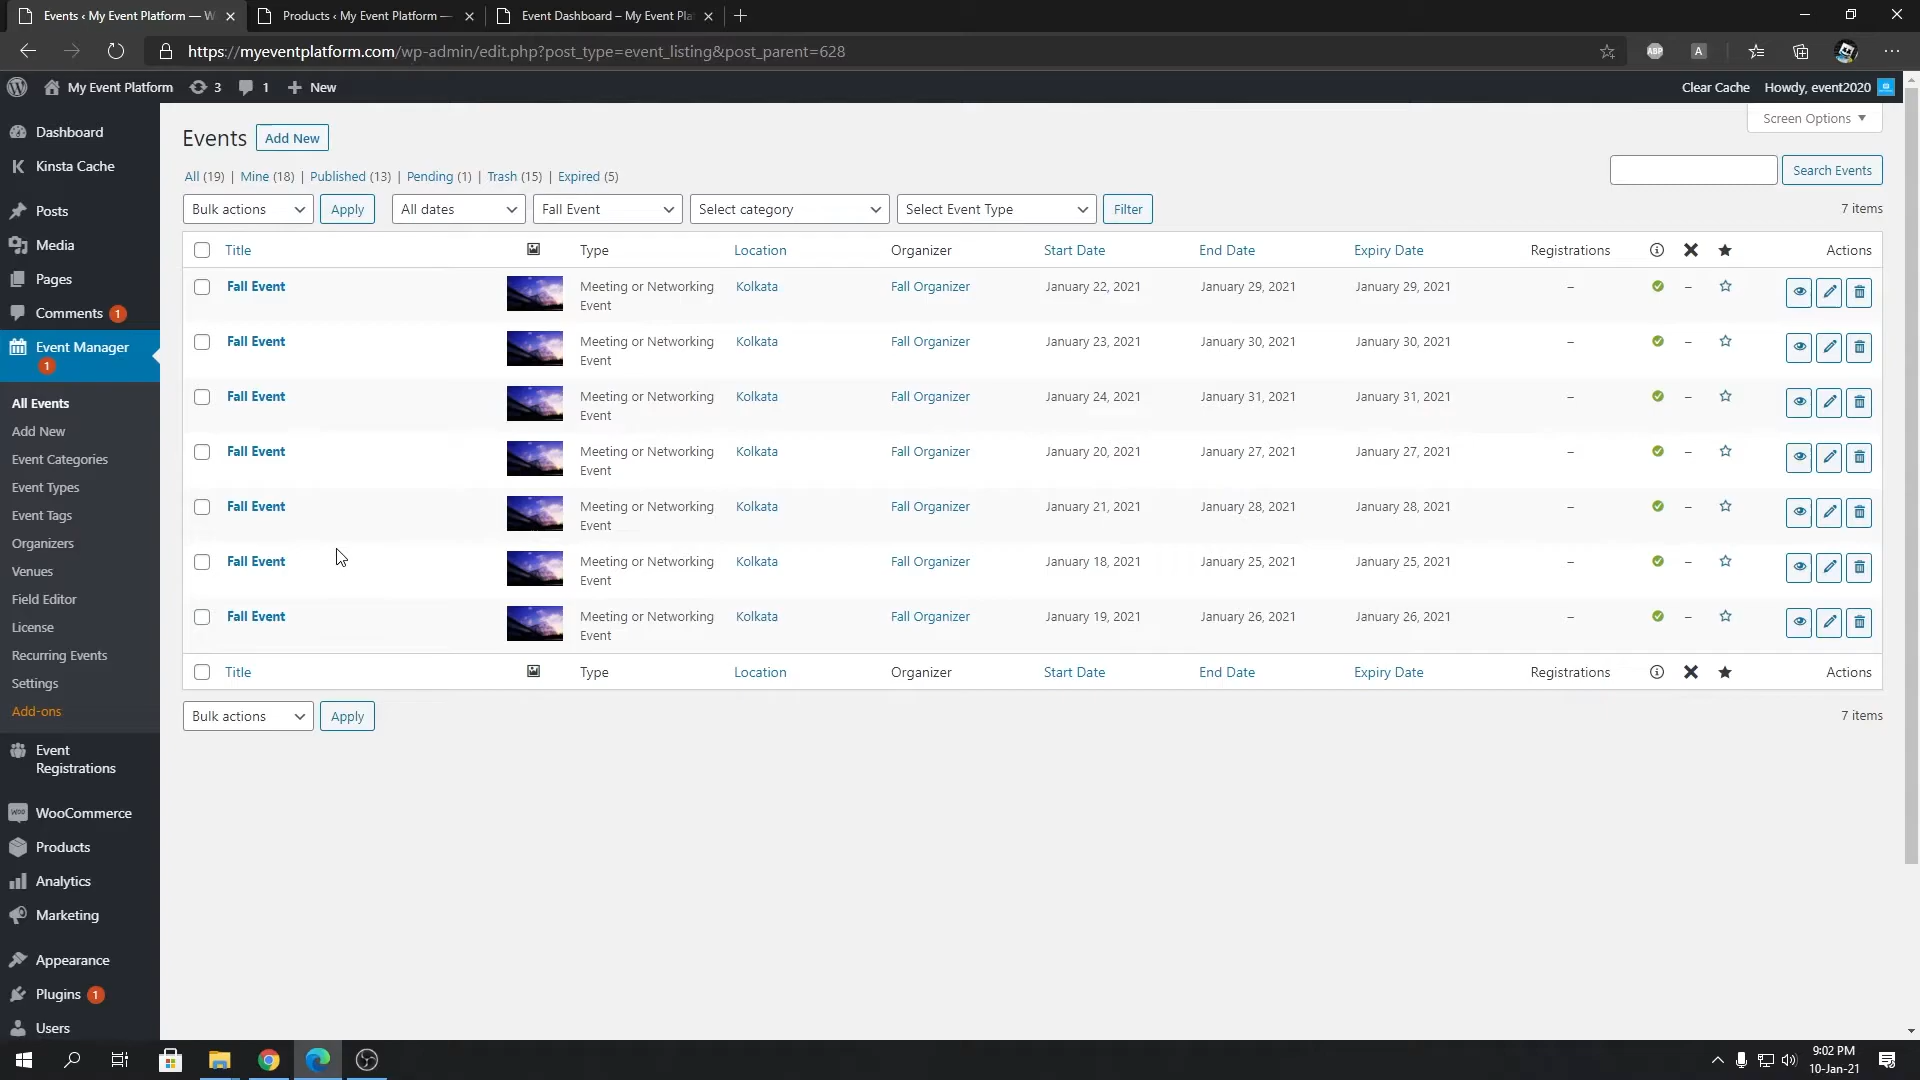 Events ‹ My Event Platform — W
Products ‹ My Event Platform —
Event Dashboard – My Event Pla
https://myeventplatform.com/wp-admin/edit.php?post_type=event_listing&post_parent=628
ABP
A
My Event Platform 3 1 New
Clear Cache Howdy, event2020
Dashboard
Kinsta Cache
Posts
Media
Pages
Comments 1
Event Manager
1
All Events
Add New
Event Categories
Event Types
Event Tags
Organizers
Venues
Field Editor
License
Recurring Events
Settings
Add-ons
Event
Registrations
WooCommerce
Products
Analytics
Marketing
Appearance
Plugins 1
Users
Events Add New
Screen Options
All (19) | Mine (18) | Published (13) | Pending (1) | Trash (15) | Expired (5)
Search Events
Bulk actions Apply All dates Fall Event Select category Select Event Type Filter 7 items
Title Type Location Organizer Start Date End Date Expiry Date Registrations Actions
Fall Event Meeting or Networking Kolkata Fall Organizer January 22, 2021 January 29, 2021 January 29, 2021 – –
Event
Fall Event Meeting or Networking Kolkata Fall Organizer January 23, 2021 January 30, 2021 January 30, 2021 – –
Event
Fall Event Meeting or Networking Kolkata Fall Organizer January 24, 2021 January 31, 2021 January 31, 2021 – –
Event
Fall Event Meeting or Networking Kolkata Fall Organizer January 20, 2021 January 27, 2021 January 27, 2021 – –
Event
Fall Event Meeting or Networking Kolkata Fall Organizer January 21, 2021 January 28, 2021 January 28, 2021 – –
Event
Fall Event Meeting or Networking Kolkata Fall Organizer January 18, 2021 January 25, 2021 January 25, 2021 – –
Event
Fall Event Meeting or Networking Kolkata Fall Organizer January 19, 2021 January 26, 2021 January 26, 2021 – –
Event
Title Type Location Organizer Start Date End Date Expiry Date Registrations Actions
Bulk actions Apply 7 items
9:02 PM
10-Jan-21